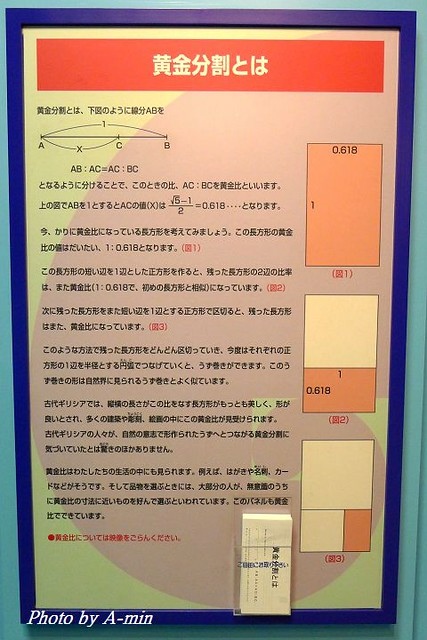 黄金分割とは
黄金分割とは、下図のように線分ABを
1
A C B
X
AB：AC＝AC：BC
となるように分けることで、このときの比、AC：BCを黄金比といいます。
上の図でABを1とするとACの値(X)は √5−1/2 ＝0.618‥‥となります。
今、かりに黄金比になっている長方形を考えてみましょう。この長方形の黄金
比の値はだいたい、1：0.618となります。(図1)
この長方形の短い辺を1辺とした正方形を作ると、残った長方形の2辺の比率
は、また黄金比(1：0.618で、初めの長方形と相似)になっています。(図2)
次に残った長方形をまた短い辺を1辺とする正方形で区切ると、残った長方形
はまた、黄金比になっています。(図3)
このような方法で残った長方形をどんどん区切っていき、今度はそれぞれの正
方形の1辺を半径とする円弧でつなげていくと、うず巻きができます。このう
ず巻きの形は自然界に見られるうず巻きとよく似ています。
古代ギリシアでは、縦横の長さがこの比をなす長方形がもっとも美しく、形が
良いとされ、多くの建築や彫刻、絵画の中にこの黄金比が見受けられます。
古代ギリシアの人々が、自然の意志で形作られたうずへとつながる黄金分割に
気づいていたとは驚きのほかありません。
黄金比はわたしたちの生活の中にも見られます。例えば、はがきや名刺、カー
ドなどがそうです。そして品物を選ぶときには、大部分の人が、無意識のうち
に黄金比の寸法に近いものを好んで選ぶといわれています。このパネルも黄金
比でできています。
●黄金比については映像をごらんください。
0.618
1
(図1)
1
0.618
(図2)
(図3)
黄金分割とは
Photo by A-min